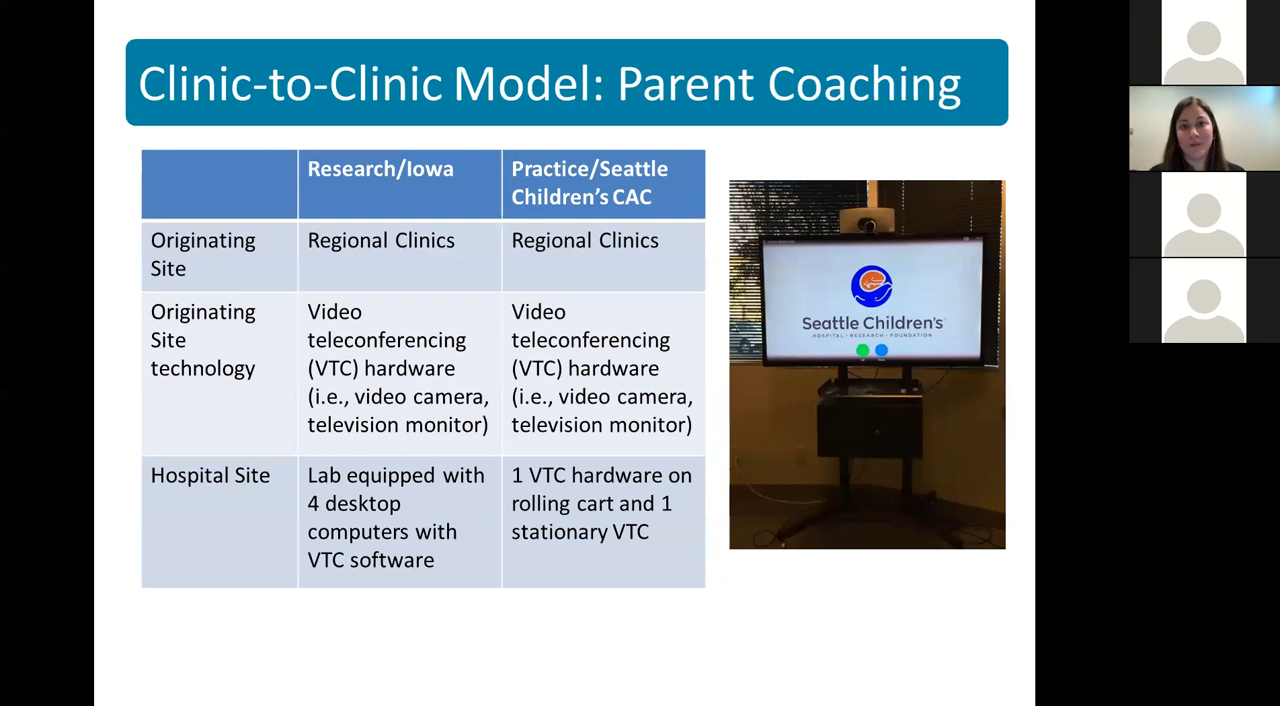 Clinic-to-Clinic Model: Parent Coaching
Research/Iowa
Practice/Seattle
Children's CAC
Originating
Site
Regional Clinics
Regional Clinics
Originating
Site
technology
Video
teleconferencing
(VTC) hardware
(i.e., video camera,
television monitor)
Video
teleconferencing
(VTC) hardware
(i.e., video camera,
television monitor)
Hospital Site
Lab equipped with
4 desktop
computers with
VTC software
1 VTC hardware on
rolling cart and 1
stationary VTC
Seattle Children's
HOSPITAL • RESEARCH • FOUNDATION